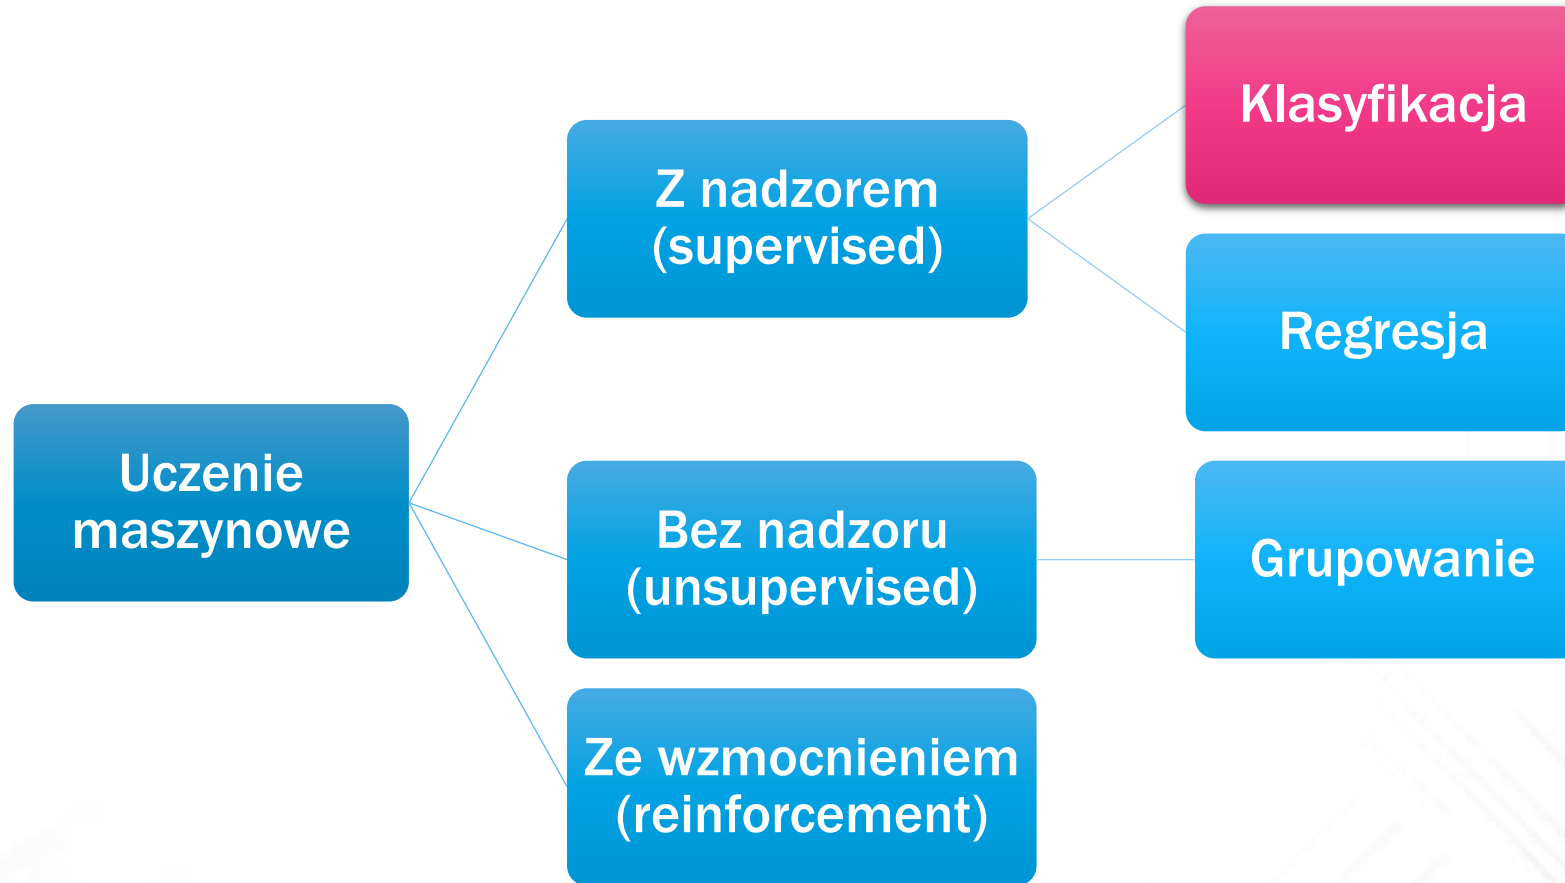 Uczenie
maszynowe
Z nadzorem
(supervised)
Klasyfikacja
Regresja
Bez nadzoru
(unsupervised)
Grupowanie
Ze wzmocnieniem
(reinforcement)